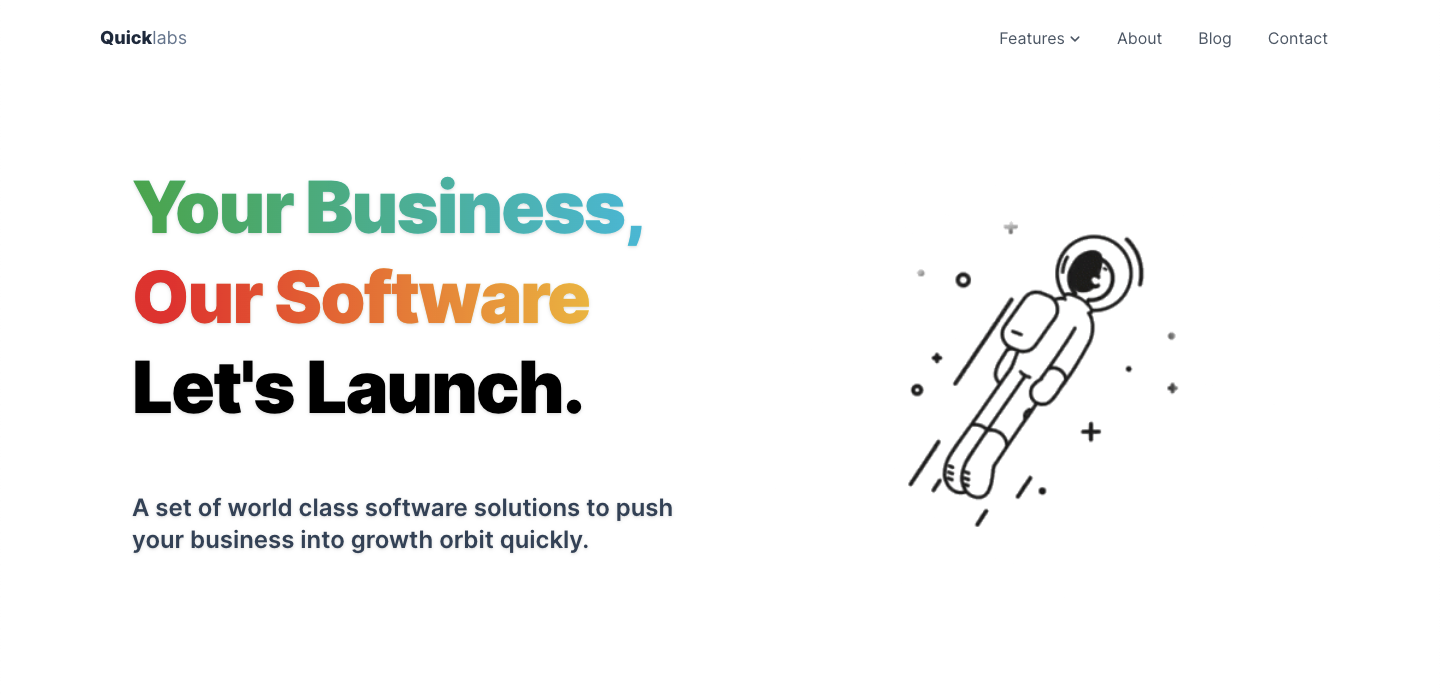 Quicklabs
Features About Blog Contact
Your Business,
Our Software
Let's Launch.
A set of world class software solutions to push
your business into growth orbit quickly.